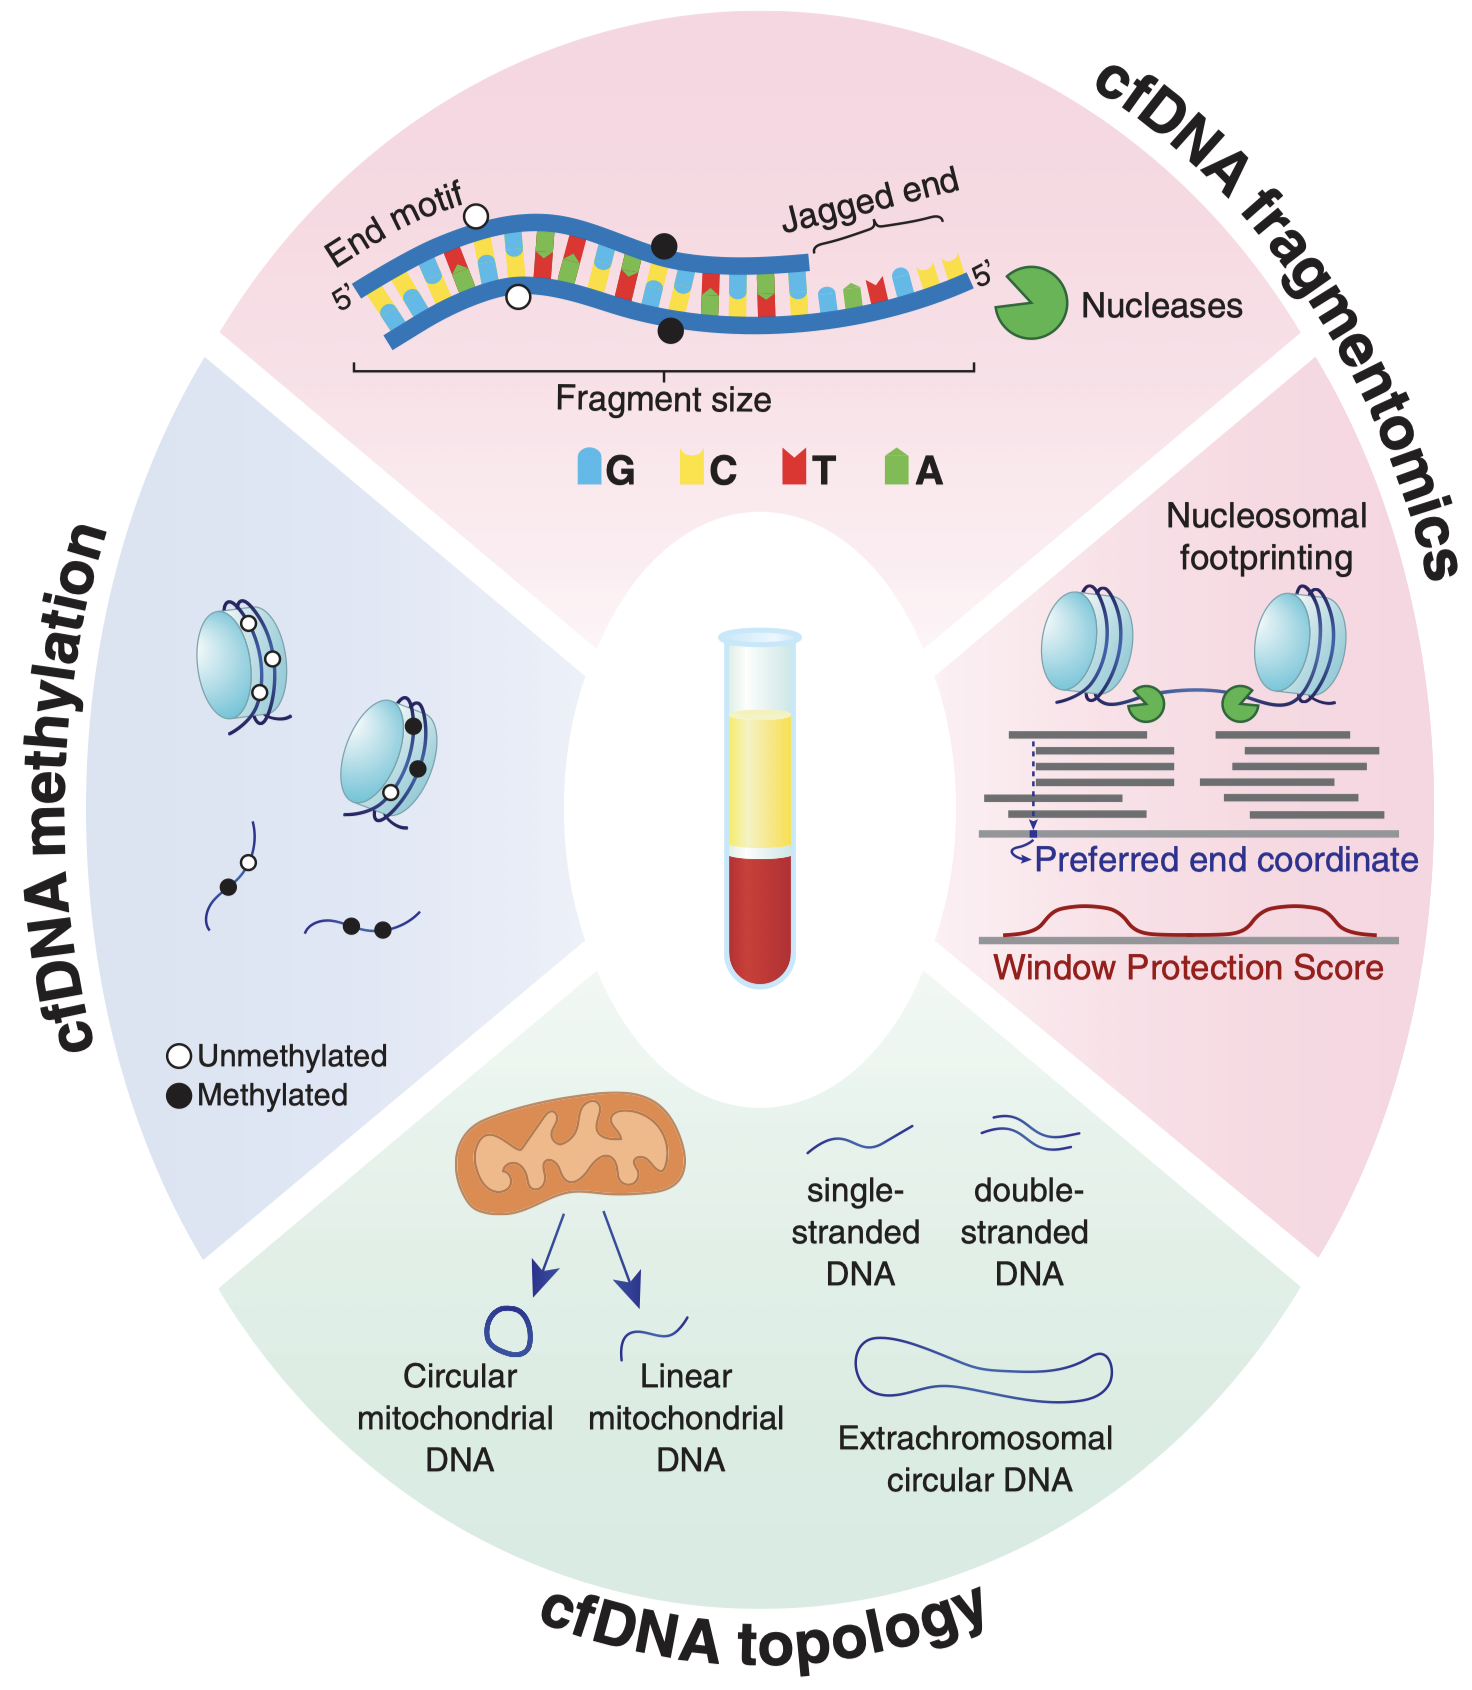 cfDNA fragmentomics
End motif
Jagged end
5'
5'
Nucleases
Fragment size
G
C
T
A
Nucleosomal
footprinting
Preferred end coordinate
Window Protection Score
cfDNA methylation
Unmethylated
Methylated
single-
stranded
DNA
double-
stranded
DNA
Circular
mitochondrial
DNA
Linear
mitochondrial
DNA
Extrachromosomal
circular DNA
cfDNA topology